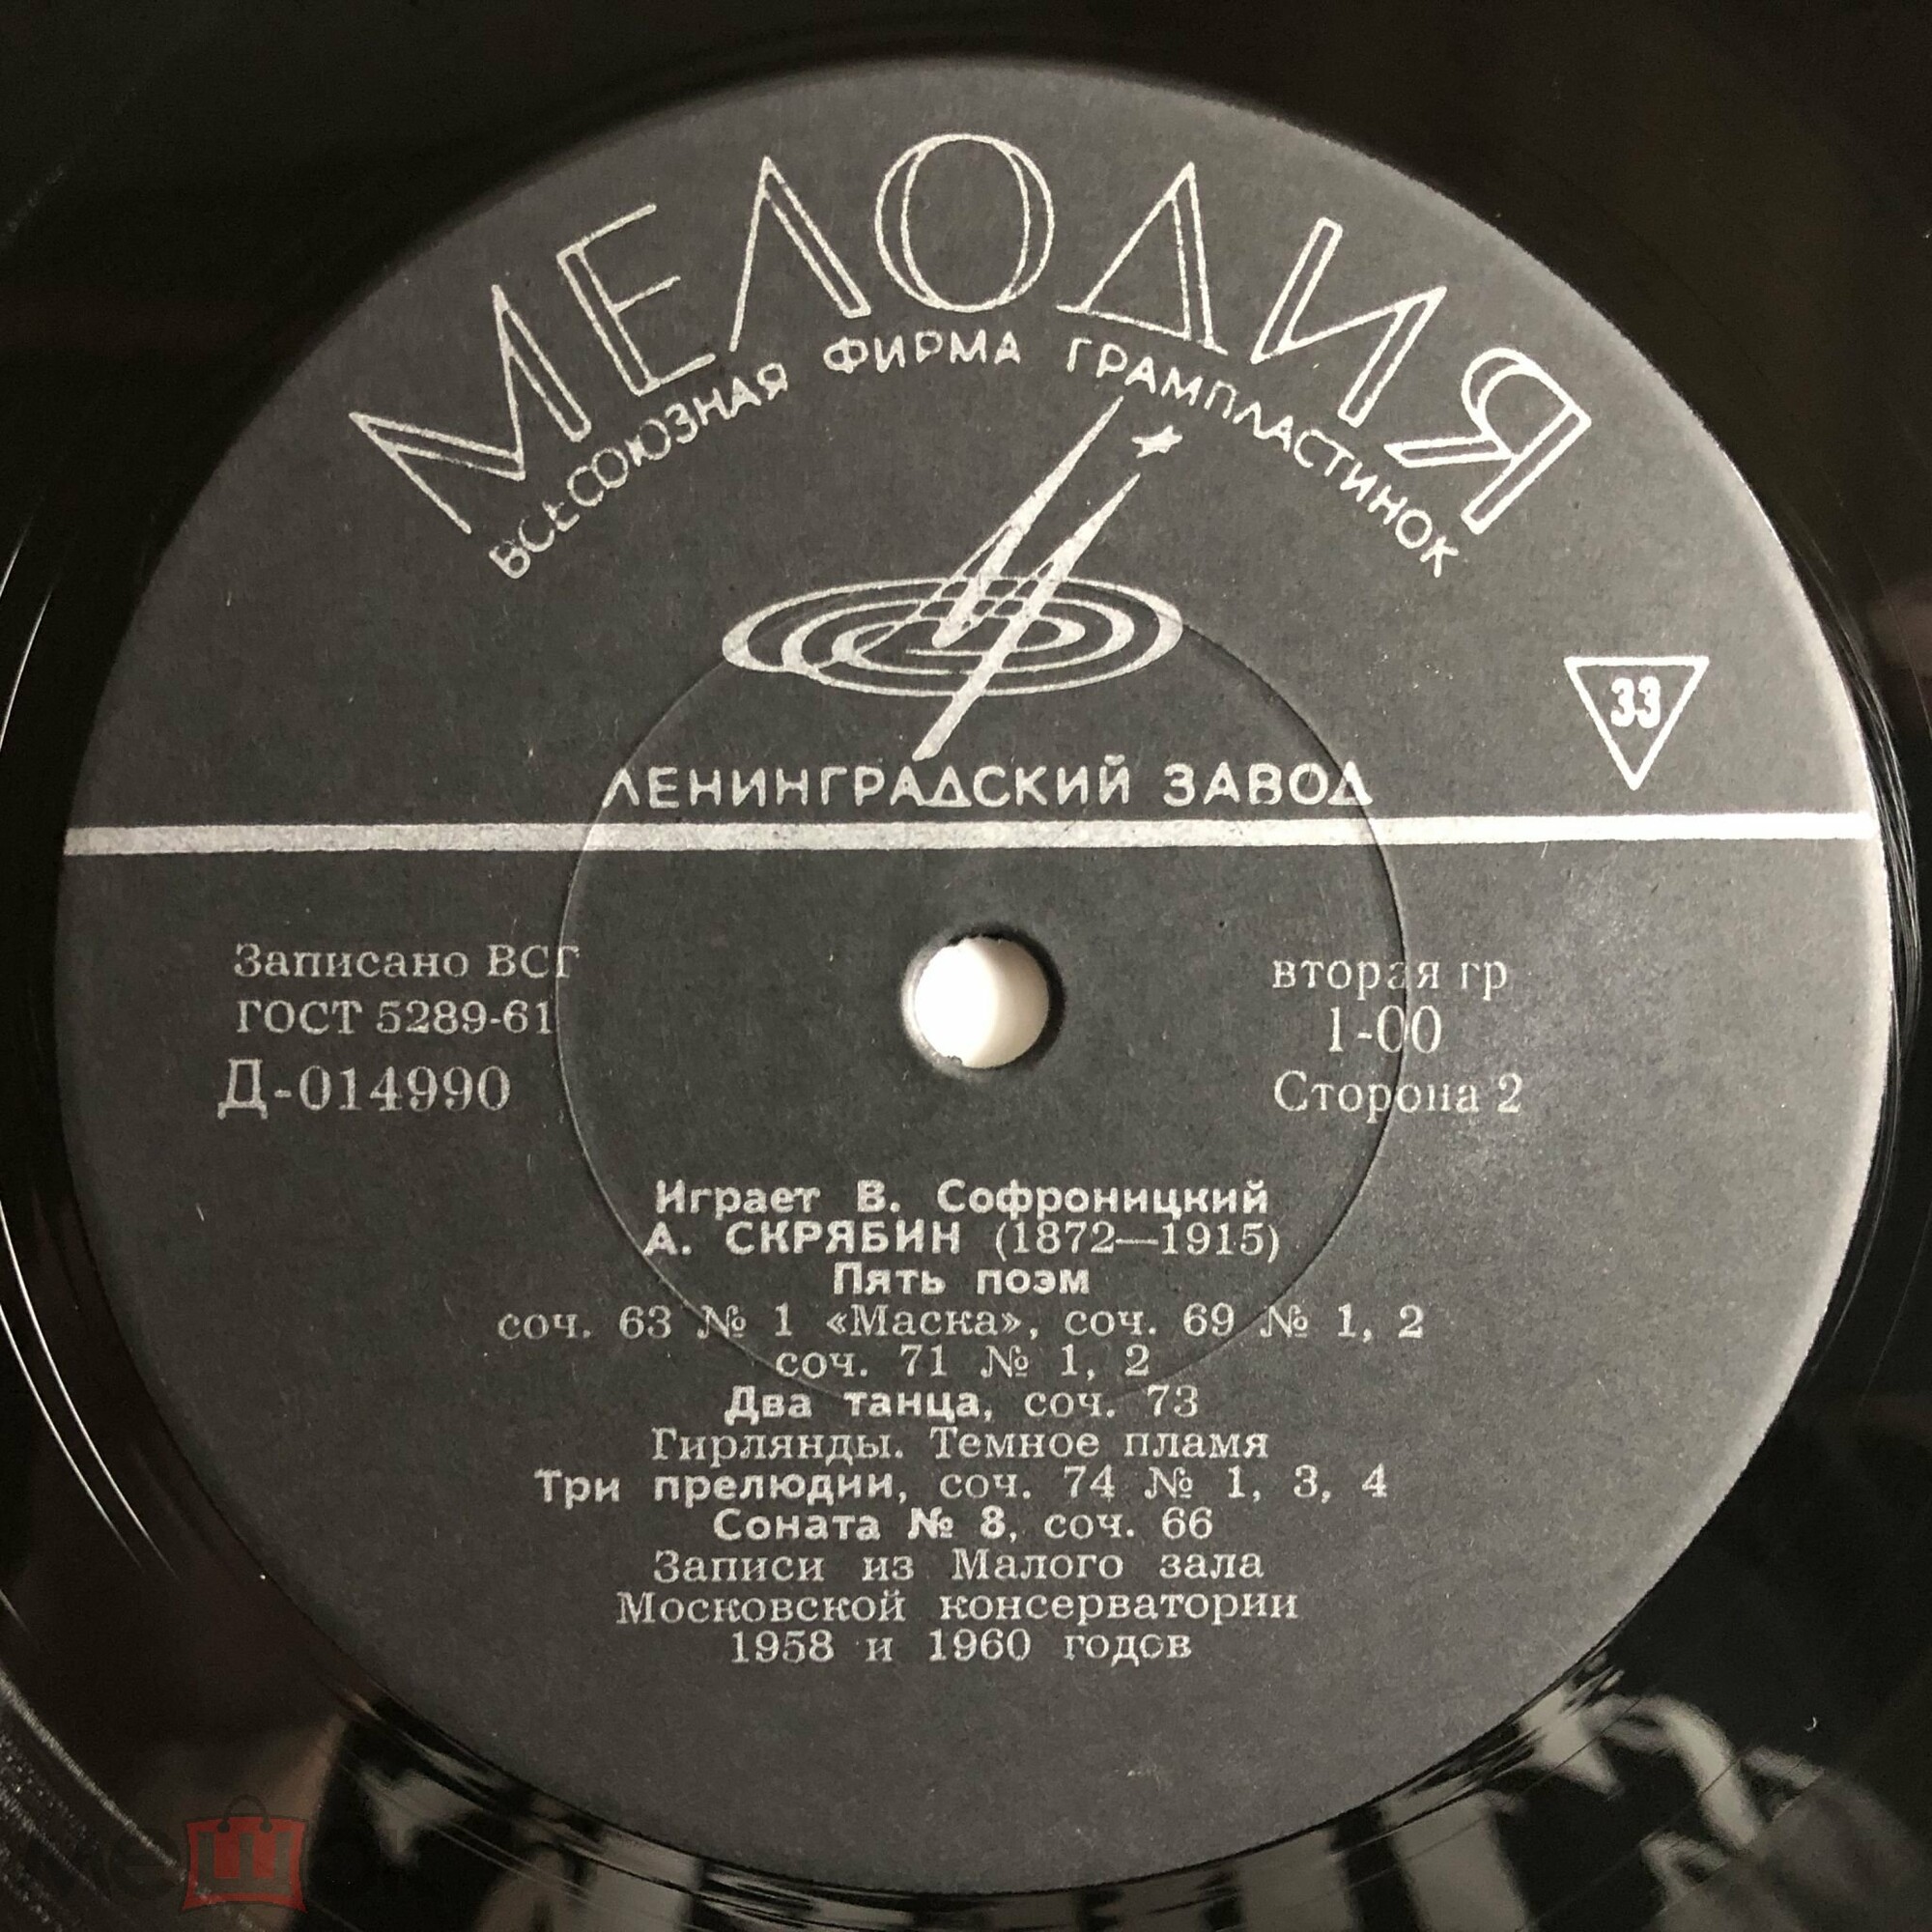 МЕЛОДИЯ
ВСЕСОЮЗНАЯ ФИРМА ГРАМПЛАСТИНОК
33
ЛЕНИНГРАДСКИЙ ЗАВОД
Записано ВСГ
ГОСТ 5289-61
Д-014990
вторая гр
1-00
Сторона 2
Играет В. Софроницкий
А. СКРЯБИН (1872—1915)
Пять поэм
соч. 63 № 1 «Маска», соч. 69 № 1, 2
соч. 71 № 1, 2
Два танца, соч. 73
Гирлянды. Темное пламя
Три прелюдии, соч. 74 № 1, 3, 4
Соната № 8, соч. 66
Записи из Малого зала
Московской консерватории
1958 и 1960 годов